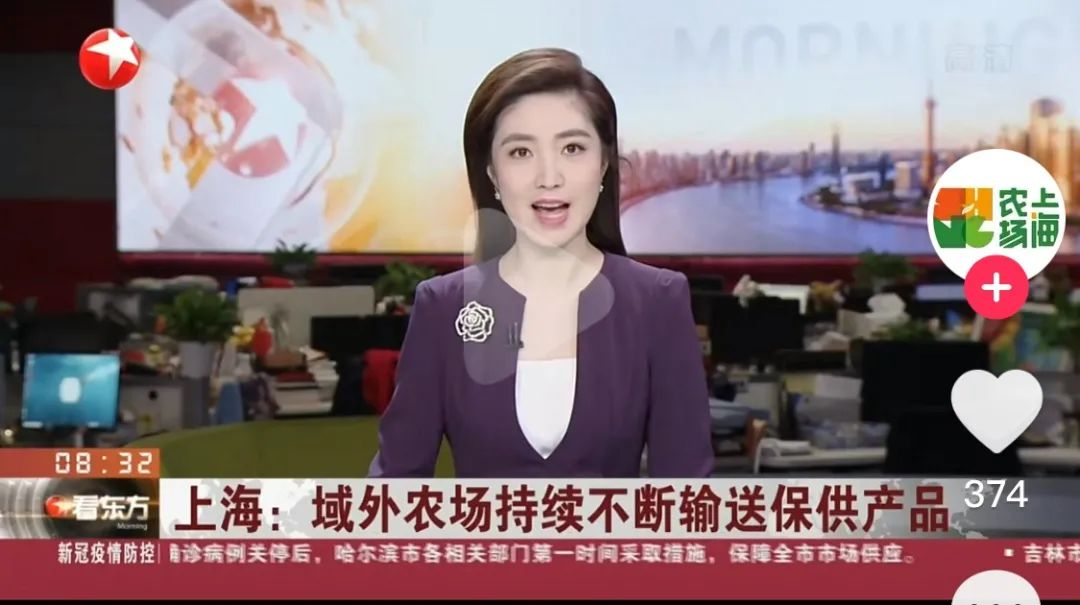 MORNING
高清
上海
农场
08:32
看东方
Morning
上海：域外农场持续不断输送保供产品
374
新冠疫情防控
诊病例关停后，哈尔滨市各相关部门第一时间采取措施，保障全市市场供应。
▪ 吉林市